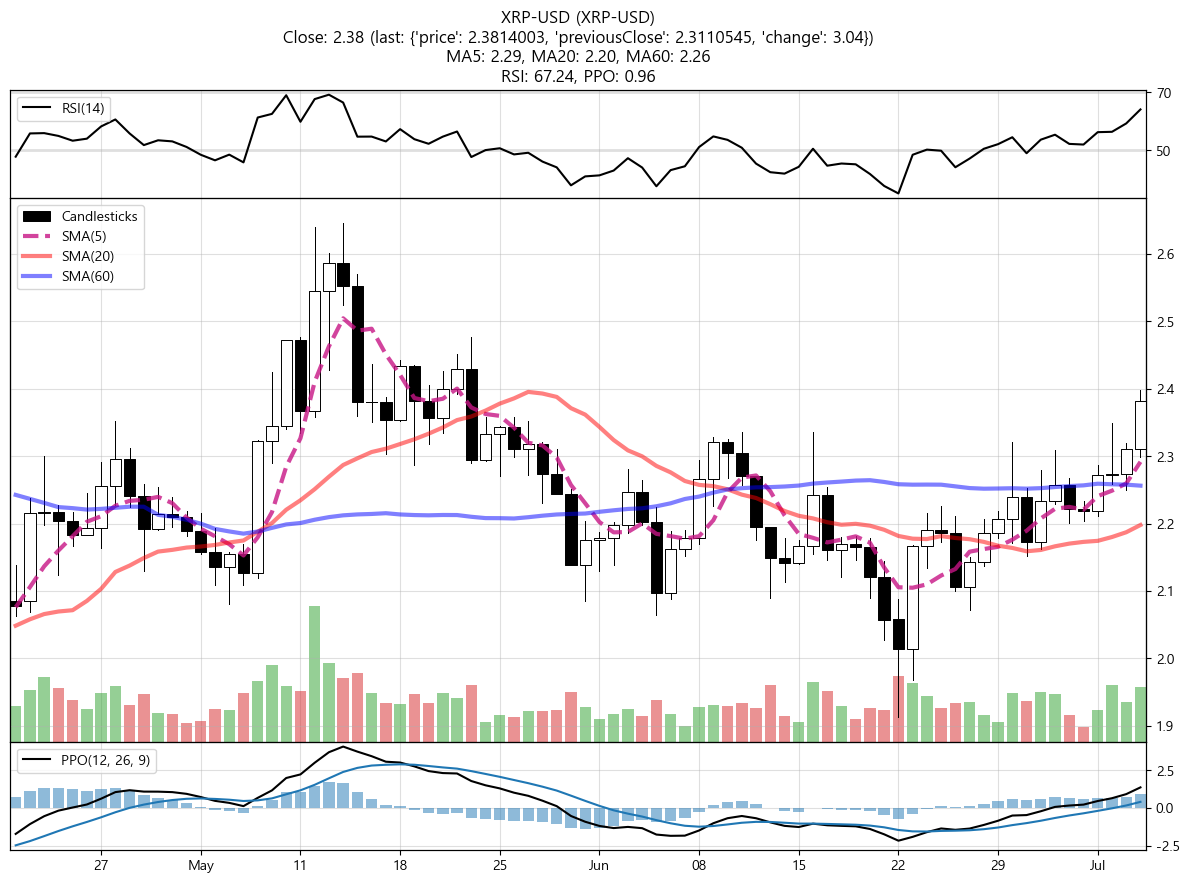 XRP-USD (XRP-USD)
Close: 2.38 (last: {'price': 2.3814003, 'previousClose': 2.3110545, 'change': 3.04})
MA5: 2.29, MA20: 2.20, MA60: 2.26
RSI: 67.24, PPO: 0.96
RSI(14)
70
50
Candlesticks
SMA(5)
SMA(20)
SMA(60)
2.6
2.5
2.4
2.3
2.2
2.1
2.0
1.9
PPO(12, 26, 9)
2.5
0.0
-2.5
27 May 11 18 25 Jun 08 15 22 29 Jul